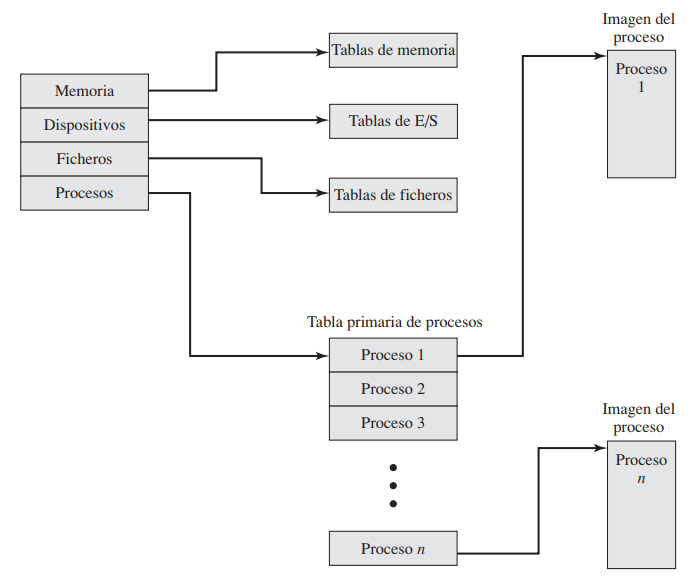 Imagen del
proceso
Tablas de memoria
Proceso
1
Memoria
Dispositivos
Tablas de E/S
Ficheros
Procesos
Tablas de ficheros
Tabla primaria de procesos
Proceso 1
Proceso 2
Proceso 3
Imagen del
proceso
Proceso
n
Proceso n